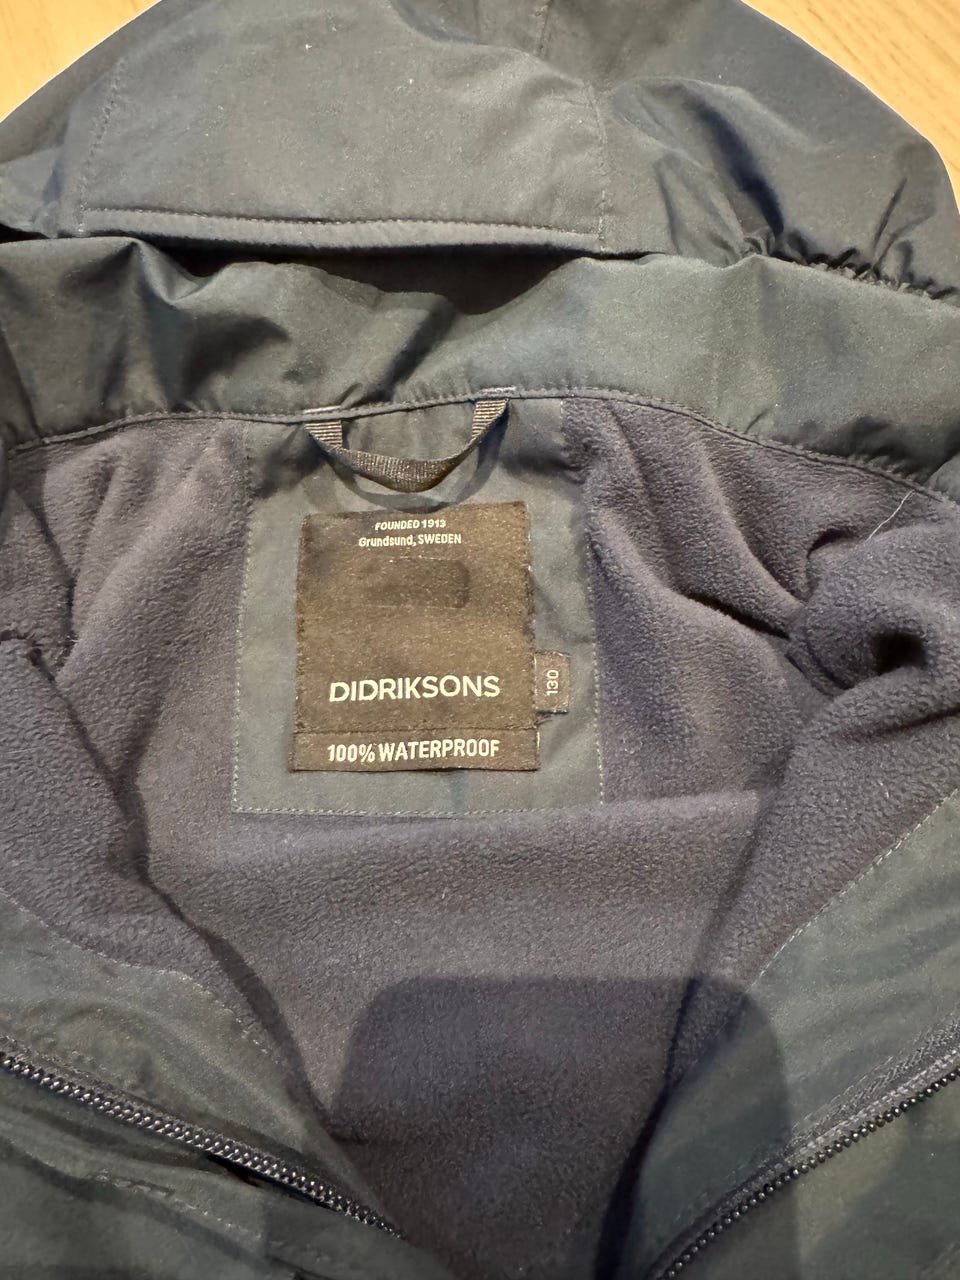 FOUNDED 1913
Grundsund, SWEDEN
DIDRIKSONS
130
100% WATERPROOF